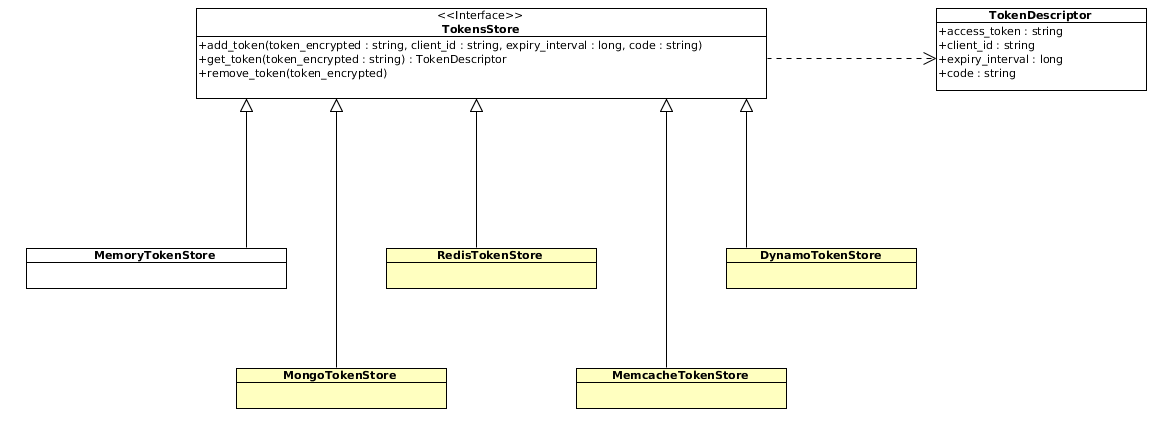 <<Interface>>
TokensStore
+add_token(token_encrypted : string, client_id : string, expiry_interval : long, code : string)
+get_token(token_encrypted : string) : TokenDescriptor
+remove_token(token_encrypted)
TokenDescriptor
+access_token : string
+client_id : string
+expiry_interval : long
+code : string
MemoryTokenStore
RedisTokenStore
DynamoTokenStore
MongoTokenStore
MemcacheTokenStore